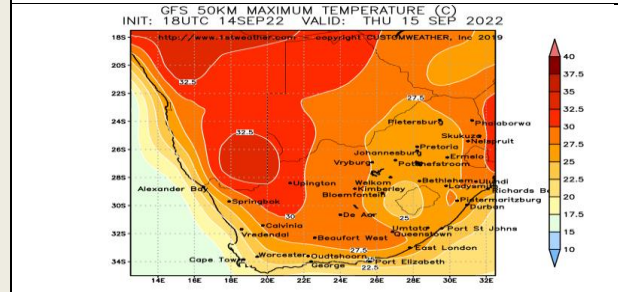 GFS 50KM MAXIMUM TEMPERATURE (C)
INIT: 18UTC 14SEP22 VALID: THU 15 SEP 2022
http://www.1stweather.com - copyright CUSTOMWEATHER, Inc 2019
18S
20S
22S
24S
26S
28S
30S
32S
34S
32.5
27.5
32.5
Pietersburg
Phalaborwa
Skukuza
Nelspruit
Pretoria
Johannesburg
Ermelo
Vryburg
Potchefstroom
Alexander Bay
Upington
Welkom
Kimberley
Bethlehem
Ulundi
Ladysmith
Richards B
Bloemfontein
Springbok
Pietermaritzburg
Durban
30
De Aar
25
Calvinia
Vredendal
Umtata
Port St Johns
Queenstown
Beaufort West
27.5
East London
Cape Town
Worcester
Oudtshoorn
George
Port Elizabeth
22.5
14E
16E
18E
20E
22E
24E
26E
28E
30E
32E
40
37.5
35
32.5
30
27.5
25
22.5
20
17.5
15
10